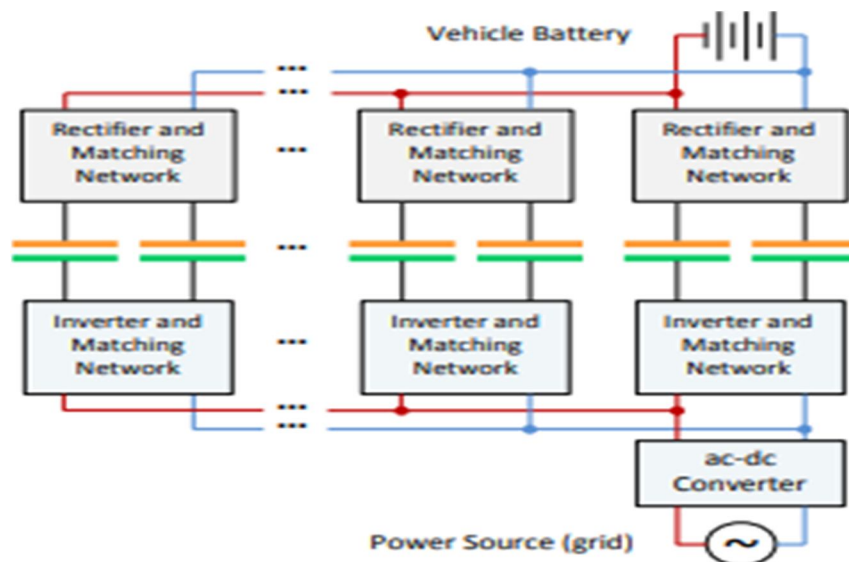 Vehicle Battery
...
...
Rectifier and
Matching
Network
...
Rectifier and
Matching
Network
Rectifier and
Matching
Network
...
Inverter and
Matching
Network
...
Inverter and
Matching
Network
Inverter and
Matching
Network
...
...
ac-dc
Converter
Power Source (grid)
~